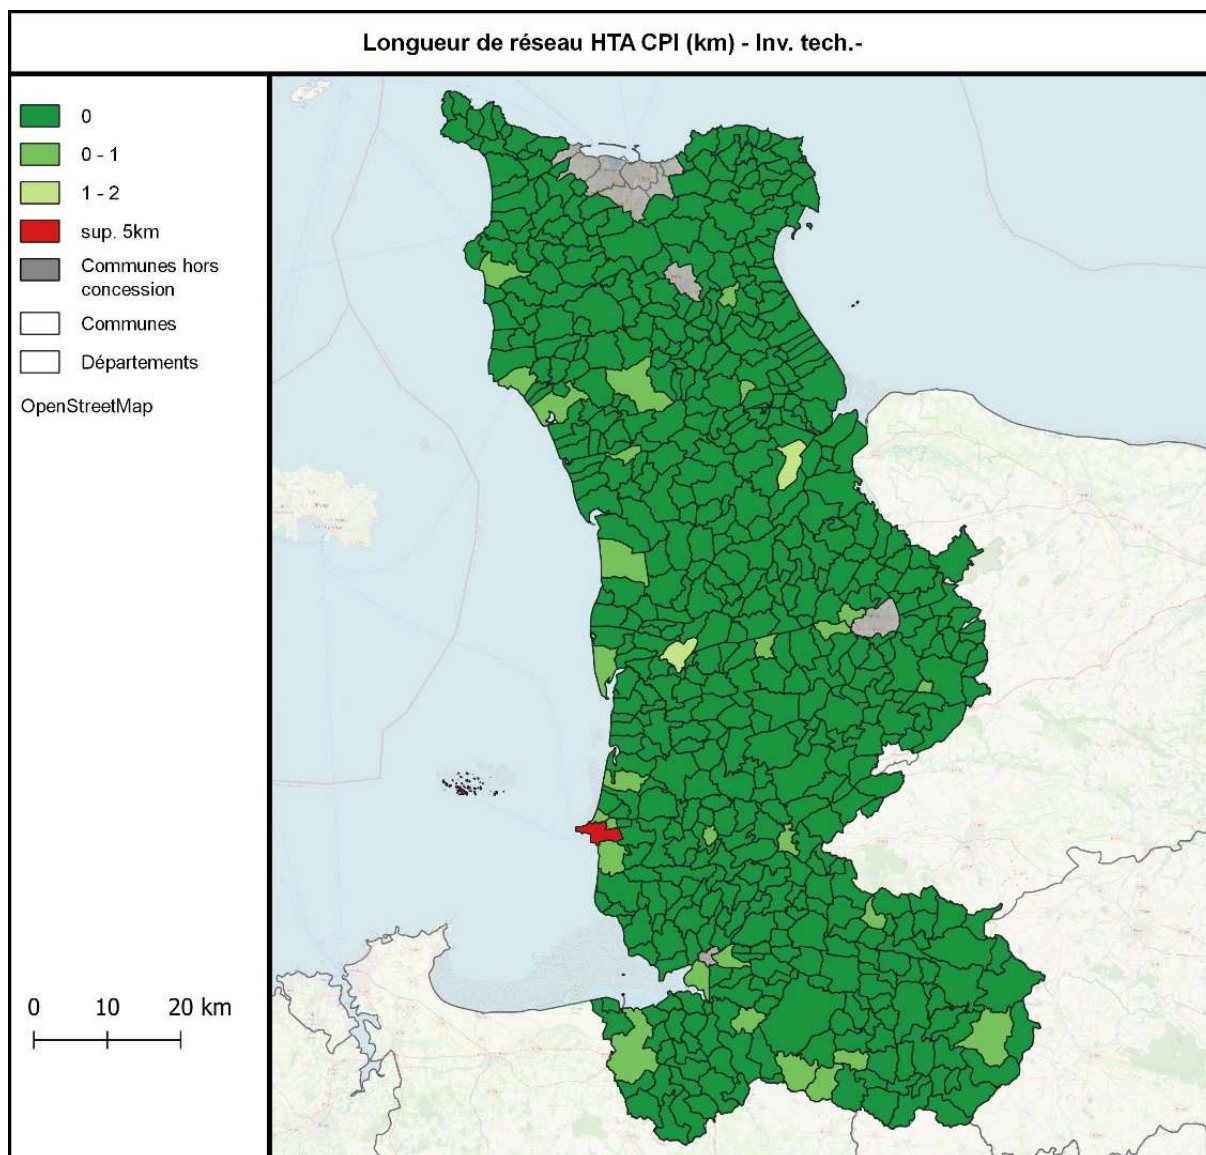 Longueur de réseau HTA CPI (km) - Inv. tech.-
0
0 - 1
1 - 2
sup. 5km
Communes hors
concession
Communes
Départements
OpenStreetMap
0 10 20 km